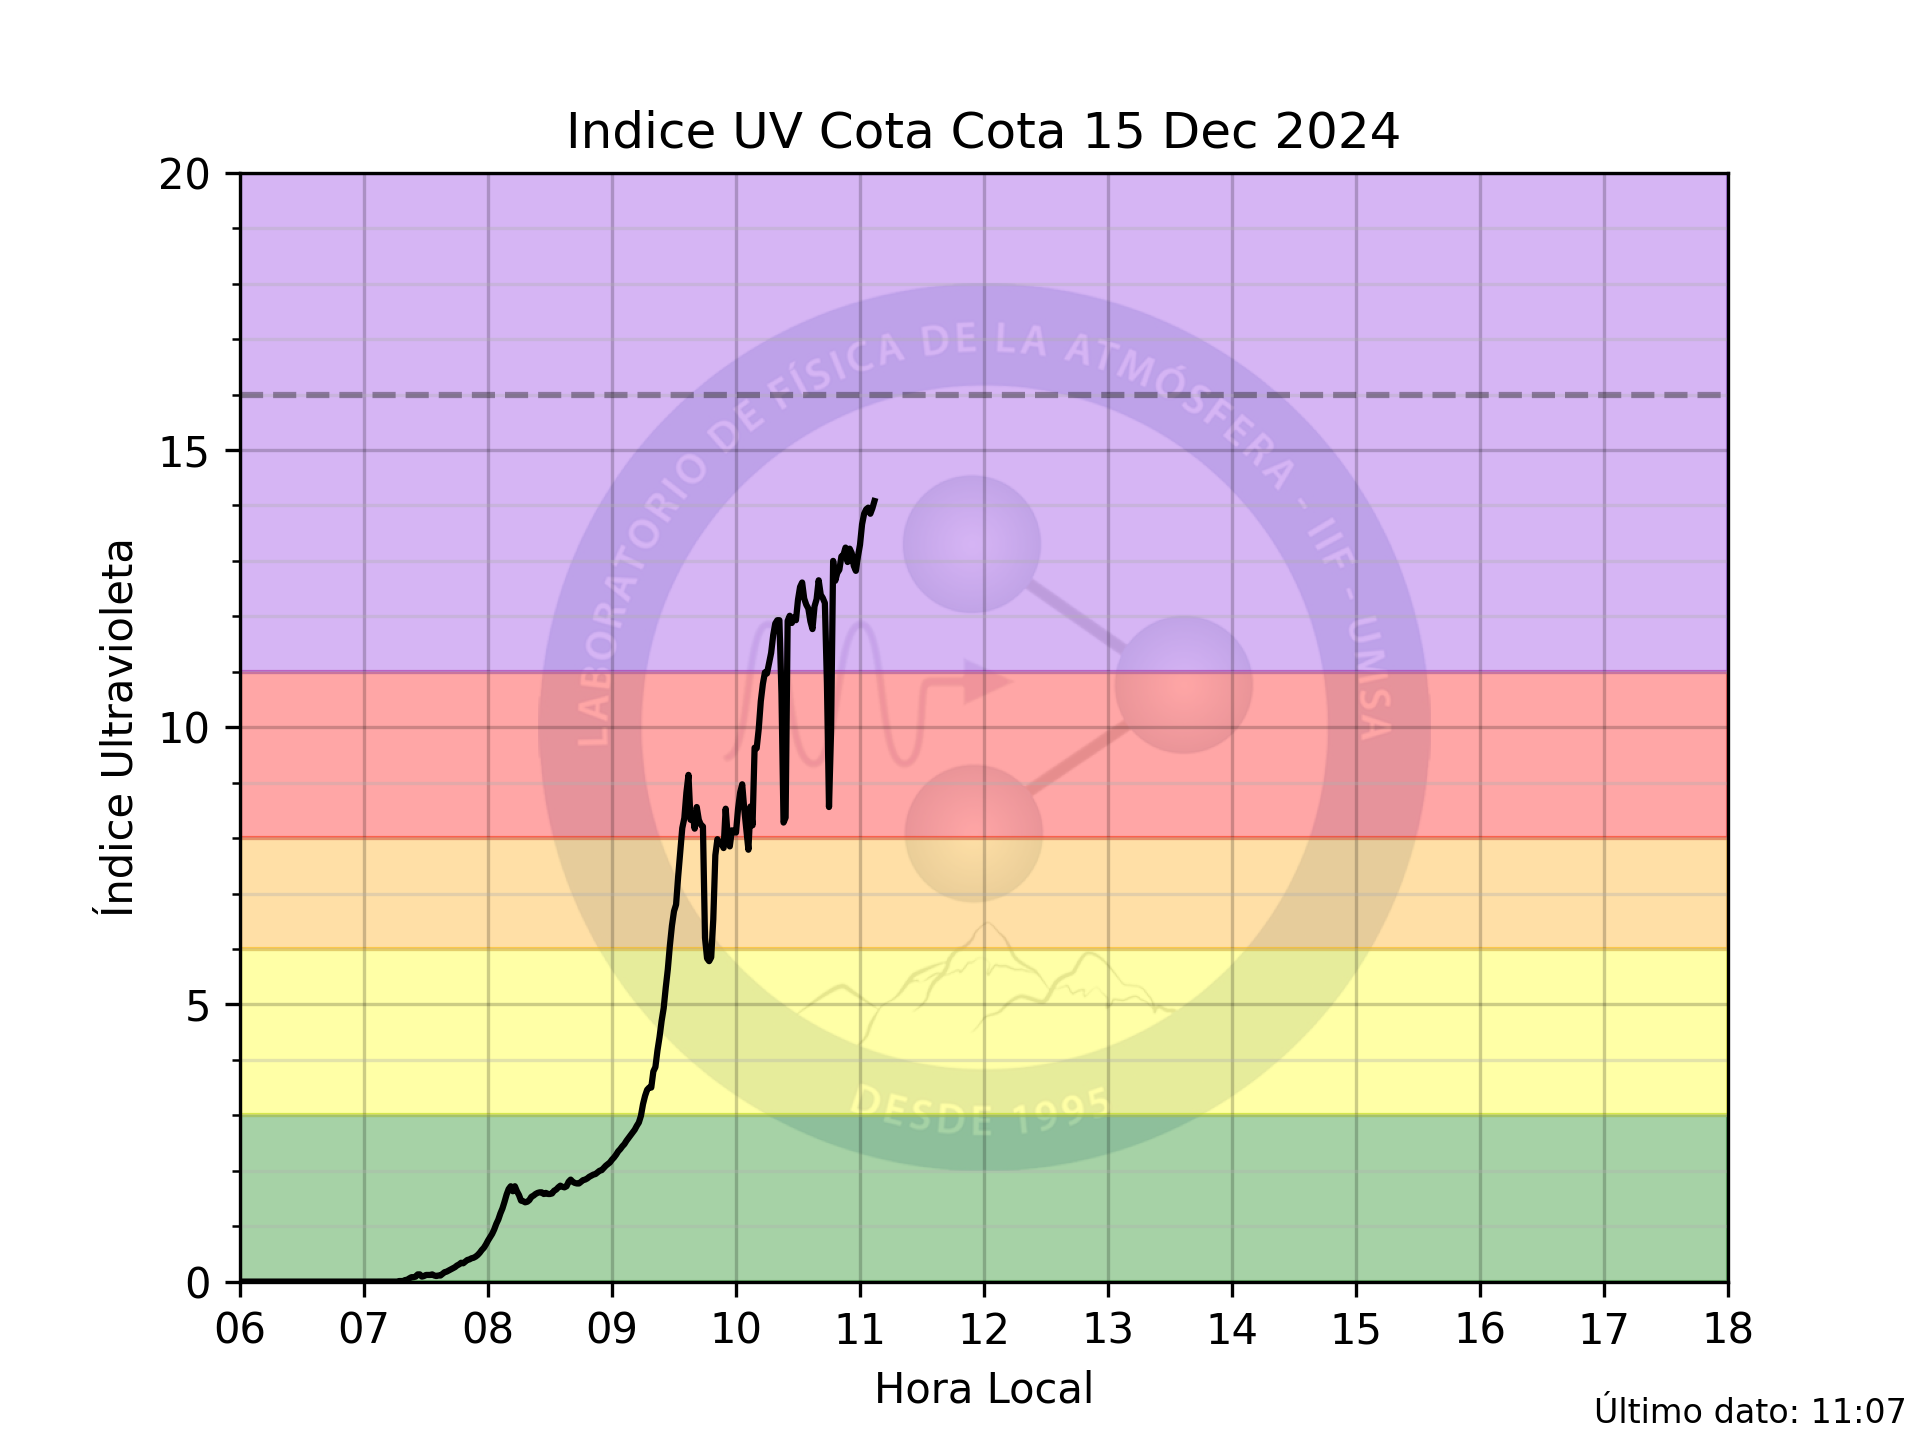 Indice UV Cota Cota 15 Dec 2024
20
15
10
5
0
Índice Ultravioleta
LABORATORIO DE FÍSICA DE LA ATMÓSFERA - IIF - UMSA
DESDE 1995
06 07 08 09 10 11 12 13 14 15 16 17 18
Hora Local
Último dato: 11:07